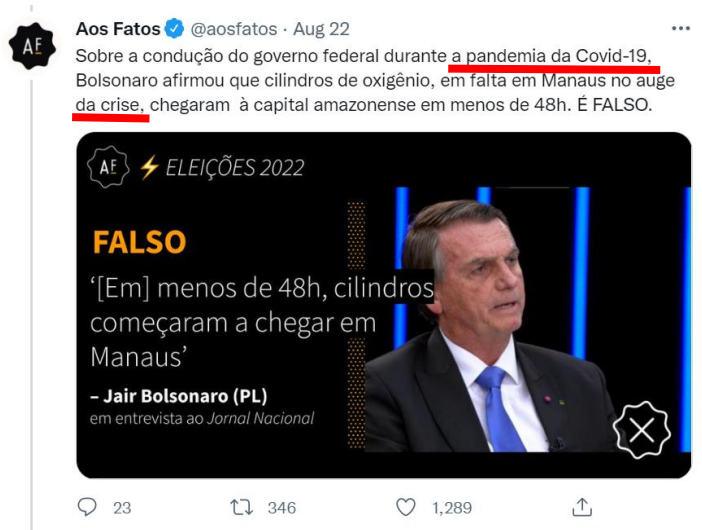 Aos Fatos @aosfatos · Aug 22
Sobre a condução do governo federal durante a pandemia da Covid-19,
Bolsonaro afirmou que cilindros de oxigênio, em falta em Manaus no auge
da crise, chegaram à capital amazonense em menos de 48h. É FALSO.
AF
AF ⚡ ELEIÇÕES 2022
FALSO
‘[Em] menos de 48h, cilindros
começaram a chegar em
Manaus’
– Jair Bolsonaro (PL)
em entrevista ao Jornal Nacional
23 346 1,289